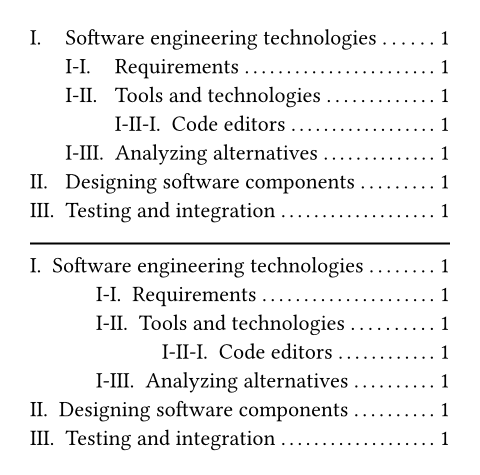 I. Software engineering technologies . . . . . . 1
I-I. Requirements . . . . . . . . . . . . . . . . . . . . . . 1
I-II. Tools and technologies . . . . . . . . . . . . . 1
I-II-I. Code editors . . . . . . . . . . . . . . . . . 1
I-III. Analyzing alternatives . . . . . . . . . . . . . 1
II. Designing software components . . . . . . . . . 1
III. Testing and integration . . . . . . . . . . . . . . . . . 1
I. Software engineering technologies . . . . . . . . 1
I-I. Requirements . . . . . . . . . . . . . . . . . . . . 1
I-II. Tools and technologies . . . . . . . . . . 1
I-II-I. Code editors . . . . . . . . . . . . 1
I-III. Analyzing alternatives . . . . . . . . . . 1
II. Designing software components . . . . . . . . . . 1
III. Testing and integration . . . . . . . . . . . . . . . . . 1